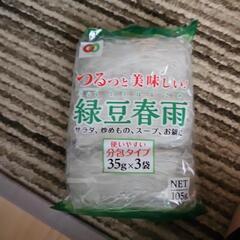 つるっと美味しい。
緑豆春雨
サラダ、炒めもの、スープ、お鍋に
使いやすい
分包タイプ
35g×3袋
NET
105g